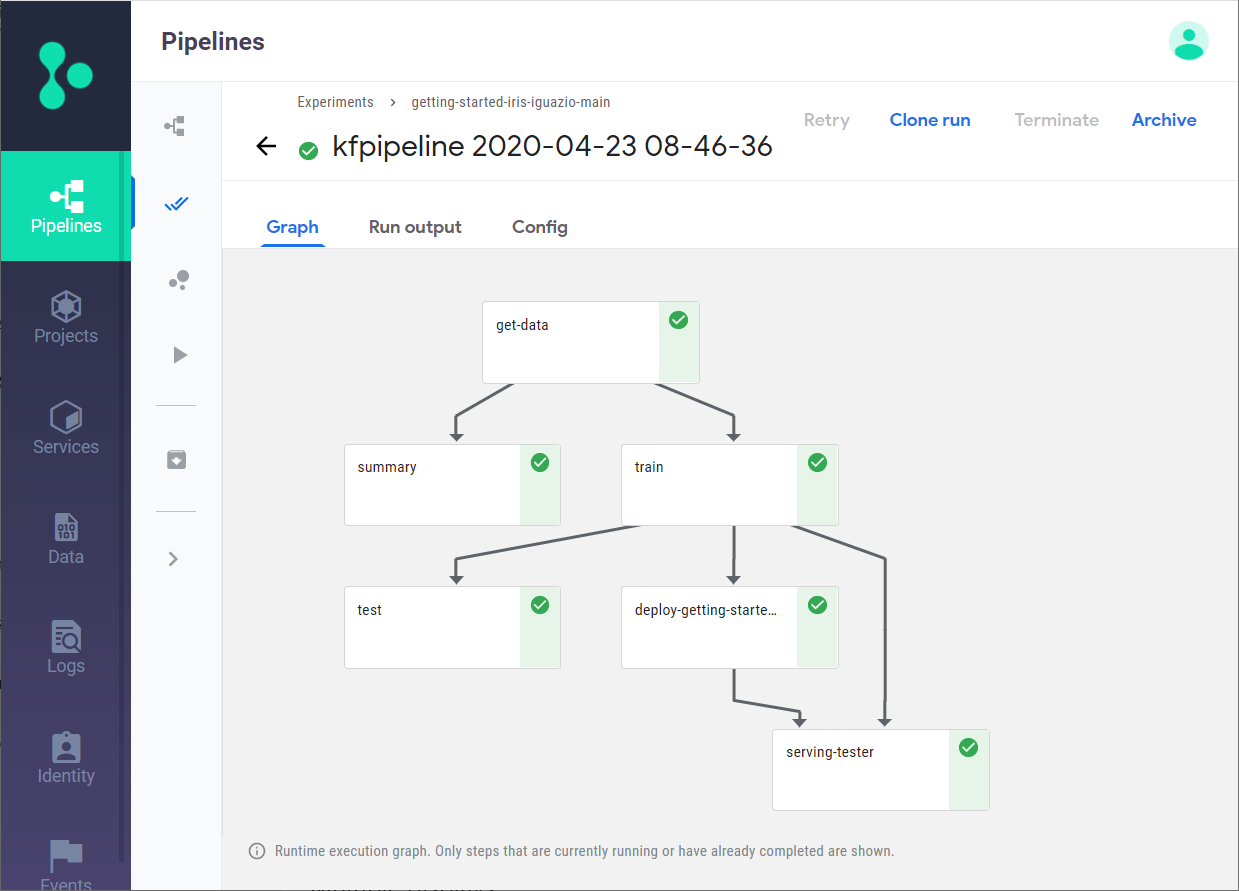 Pipelines
Experiments > getting-started-iris-iguazio-main
kfpipeline 2020-04-23 08-46-36
Retry
Clone run
Terminate
Archive
Pipelines
Projects
Services
Data
Logs
Identity
Events
Graph
Run output
Config
get-data
summary
train
test
deploy-getting-starte...
serving-tester
Runtime execution graph. Only steps that are currently running or have already completed are shown.